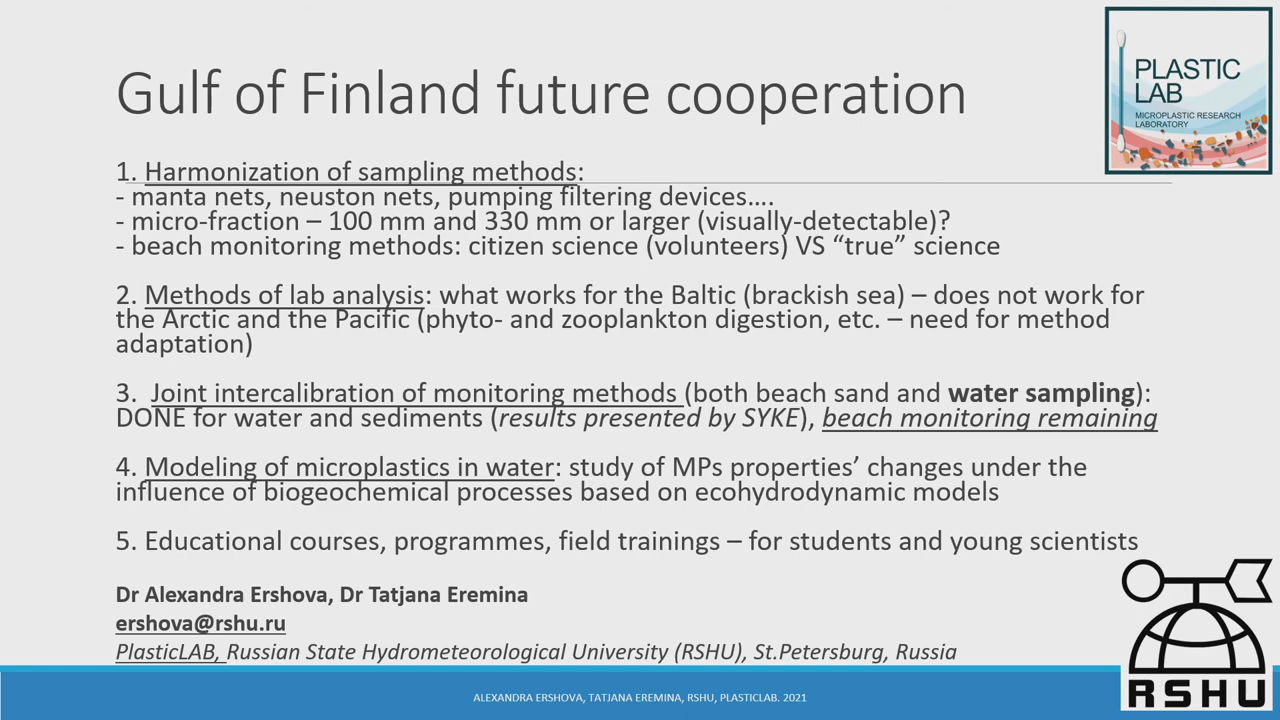 Gulf of Finland future cooperation
PLASTIC
LAB
MICROPLASTIC RESEARCH
LABORATORY
1. Harmonization of sampling methods:
- manta nets, neuston nets, pumping filtering devices….
- micro-fraction – 100 mm and 330 mm or larger (visually-detectable)?
- beach monitoring methods: citizen science (volunteers) VS “true” science
2. Methods of lab analysis: what works for the Baltic (brackish sea) – does not work for
the Arctic and the Pacific (phyto- and zooplankton digestion, etc. – need for method
adaptation)
3. Joint intercalibration of monitoring methods (both beach sand and water sampling):
DONE for water and sediments (results presented by SYKE), beach monitoring remaining
4. Modeling of microplastics in water: study of MPs properties’ changes under the
influence of biogeochemical processes based on ecohydrodynamic models
5. Educational courses, programmes, field trainings – for students and young scientists
Dr Alexandra Ershova, Dr Tatjana Eremina
ershova@rshu.ru
PlasticLAB, Russian State Hydrometeorological University (RSHU), St.Petersburg, Russia
ALEXANDRA ERSHOVA, TATJANA EREMINA, RSHU, PLASTICLAB. 2021
RSHU